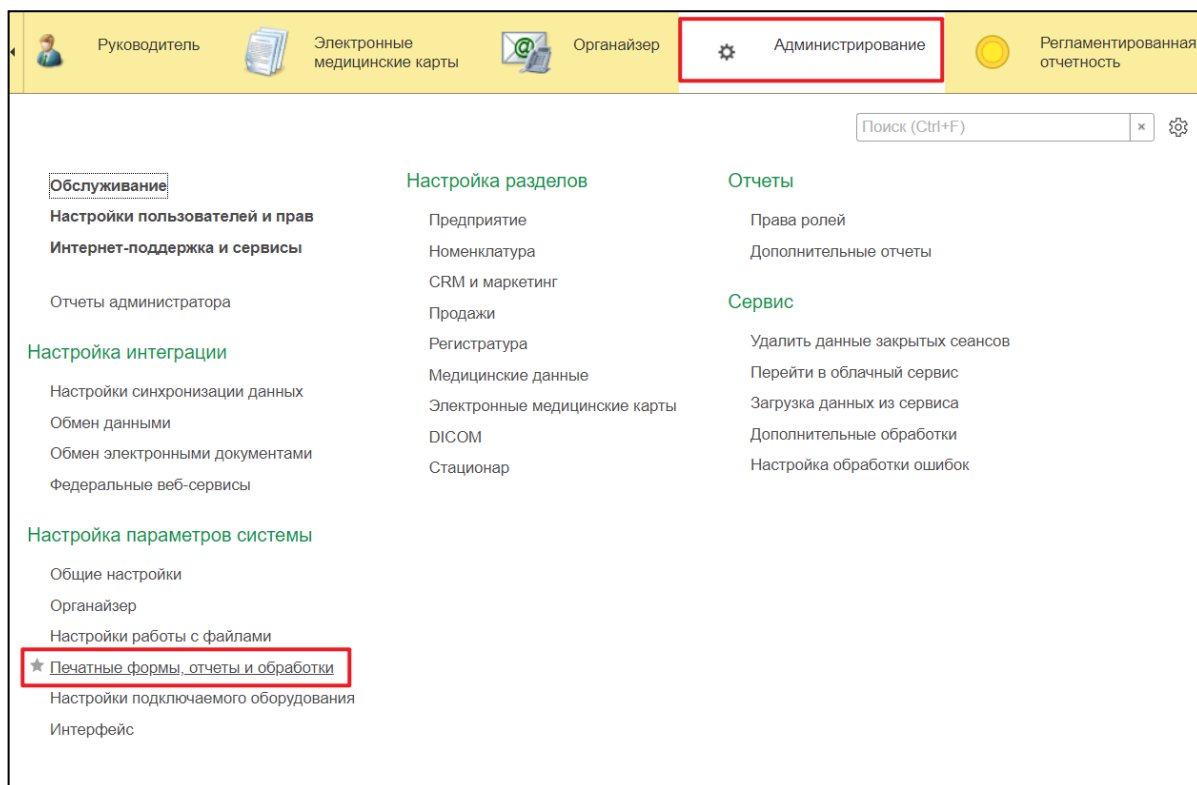 Руководитель
Электронные
медицинские карты
Органайзер
Администрирование
Регламентированная
отчетность
Поиск (Ctrl+F)
Обслуживание
Настройки пользователей и прав
Интернет-поддержка и сервисы
Отчеты администратора
Настройка интеграции
Настройки синхронизации данных
Обмен данными
Обмен электронными документами
Федеральные веб-сервисы
Настройка параметров системы
Общие настройки
Органайзер
Настройки работы с файлами
Печатные формы, отчеты и обработки
Настройки подключаемого оборудования
Интерфейс
Настройка разделов
Предприятие
Номенклатура
CRM и маркетинг
Продажи
Регистратура
Медицинские данные
Электронные медицинские карты
DICOM
Стационар
Отчеты
Права ролей
Дополнительные отчеты
Сервис
Удалить данные закрытых сеансов
Перейти в облачный сервис
Загрузка данных из сервиса
Дополнительные обработки
Настройка обработки ошибок